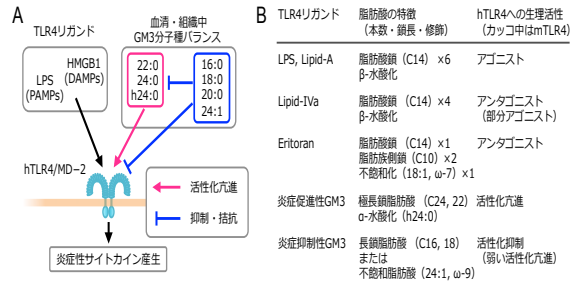 A
TLR4リガンド
LPS
(PAMPs)
HMGB1
(DAMPs)
血清・組織中
GM3分子種バランス
22:0
24:0
h24:0
16:0
18:0
20:0
24:1
hTLR4/MD−2
活性化亢進
抑制・拮抗
炎症性サイトカイン産生
B
TLR4リガンド 脂肪酸の特徴 hTLR4への生理活性
（本数・鎖長・修飾） （カッコ中はmTLR4）
LPS, Lipid-A 脂肪酸鎖（C14）×6 アゴニスト
β-水酸化
Lipid-IVa 脂肪酸鎖（C14）×4 アンタゴニスト
β-水酸化 （部分アゴニスト）
Eritoran 脂肪酸鎖（C14）×1 アンタゴニスト
脂肪族側鎖（C10）×2
不飽和化（18:1, ω-7）×1
炎症促進性GM3 極長鎖脂肪酸（C24, 22） 活性化亢進
α-水酸化（h24:0）
炎症抑制性GM3 長鎖脂肪酸（C16, 18） 活性化抑制
または （弱い活性化亢進）
不飽和脂肪酸（24:1, ω-9）